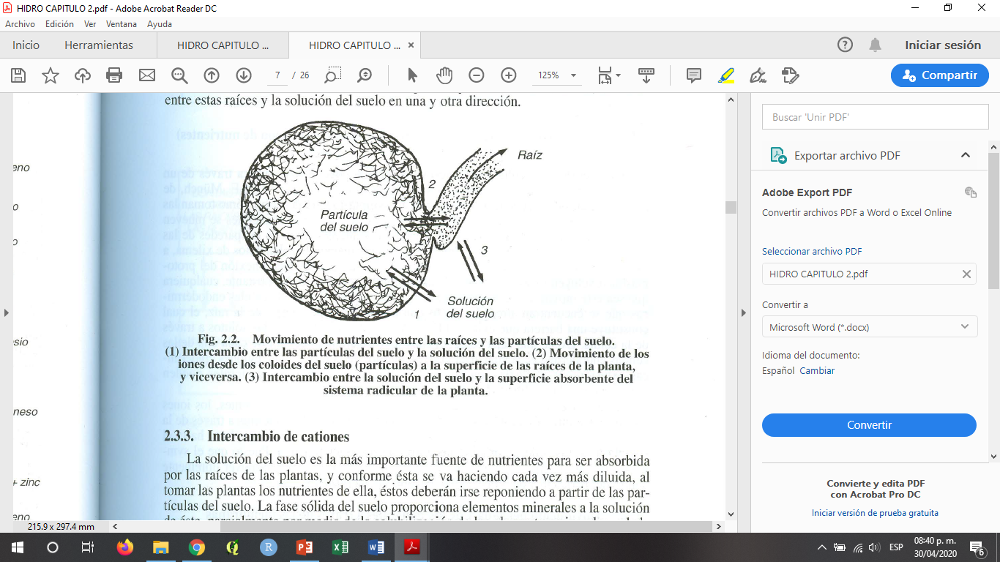 HIDRO CAPITULO 2.pdf - Adobe Acrobat Reader DC
Archivo Edición Ver Ventana Ayuda
Inicio Herramientas HIDRO CAPITULO ... HIDRO CAPITULO ... × Iniciar sesión
7 / 26 125% Compartir
entre estas raíces y la solución del suelo en una y otra dirección.
Raíz
2
Partícula
del suelo
3
Solución
del suelo
1
Fig. 2.2. Movimiento de nutrientes entre las raíces y las partículas del suelo.
(1) Intercambio entre las partículas del suelo y la solución del suelo. (2) Movimiento de los
iones desde los coloides del suelo (partículas) a la superficie de las raíces de la planta,
y viceversa. (3) Intercambio entre la solución del suelo y la superficie absorbente del
sistema radicular de la planta.
2.3.3. Intercambio de cationes
La solución del suelo es la más importante fuente de nutrientes para ser absorbida
por las raíces de las plantas, y conforme ésta se va haciendo cada vez más diluida, al
tomar las plantas los nutrientes de ella, éstos deberán irse reponiendo a partir de las par-
tículas del suelo. La fase sólida del suelo proporciona elementos minerales a la solución
eno
o
o
sio
neso
+ zinc
eno
215.9 x 297.4 mm
Buscar 'Unir PDF'
Exportar archivo PDF
Adobe Export PDF
Convertir archivos PDF a Word o Excel Online
Seleccionar archivo PDF
HIDRO CAPITULO 2.pdf
Convertir a
Microsoft Word (*.docx)
Idioma del documento:
Español Cambiar
Convertir
Convierte y edita PDF
con Acrobat Pro DC
Iniciar versión de prueba gratuita
ESP
08:40 p. m.
30/04/2020
6